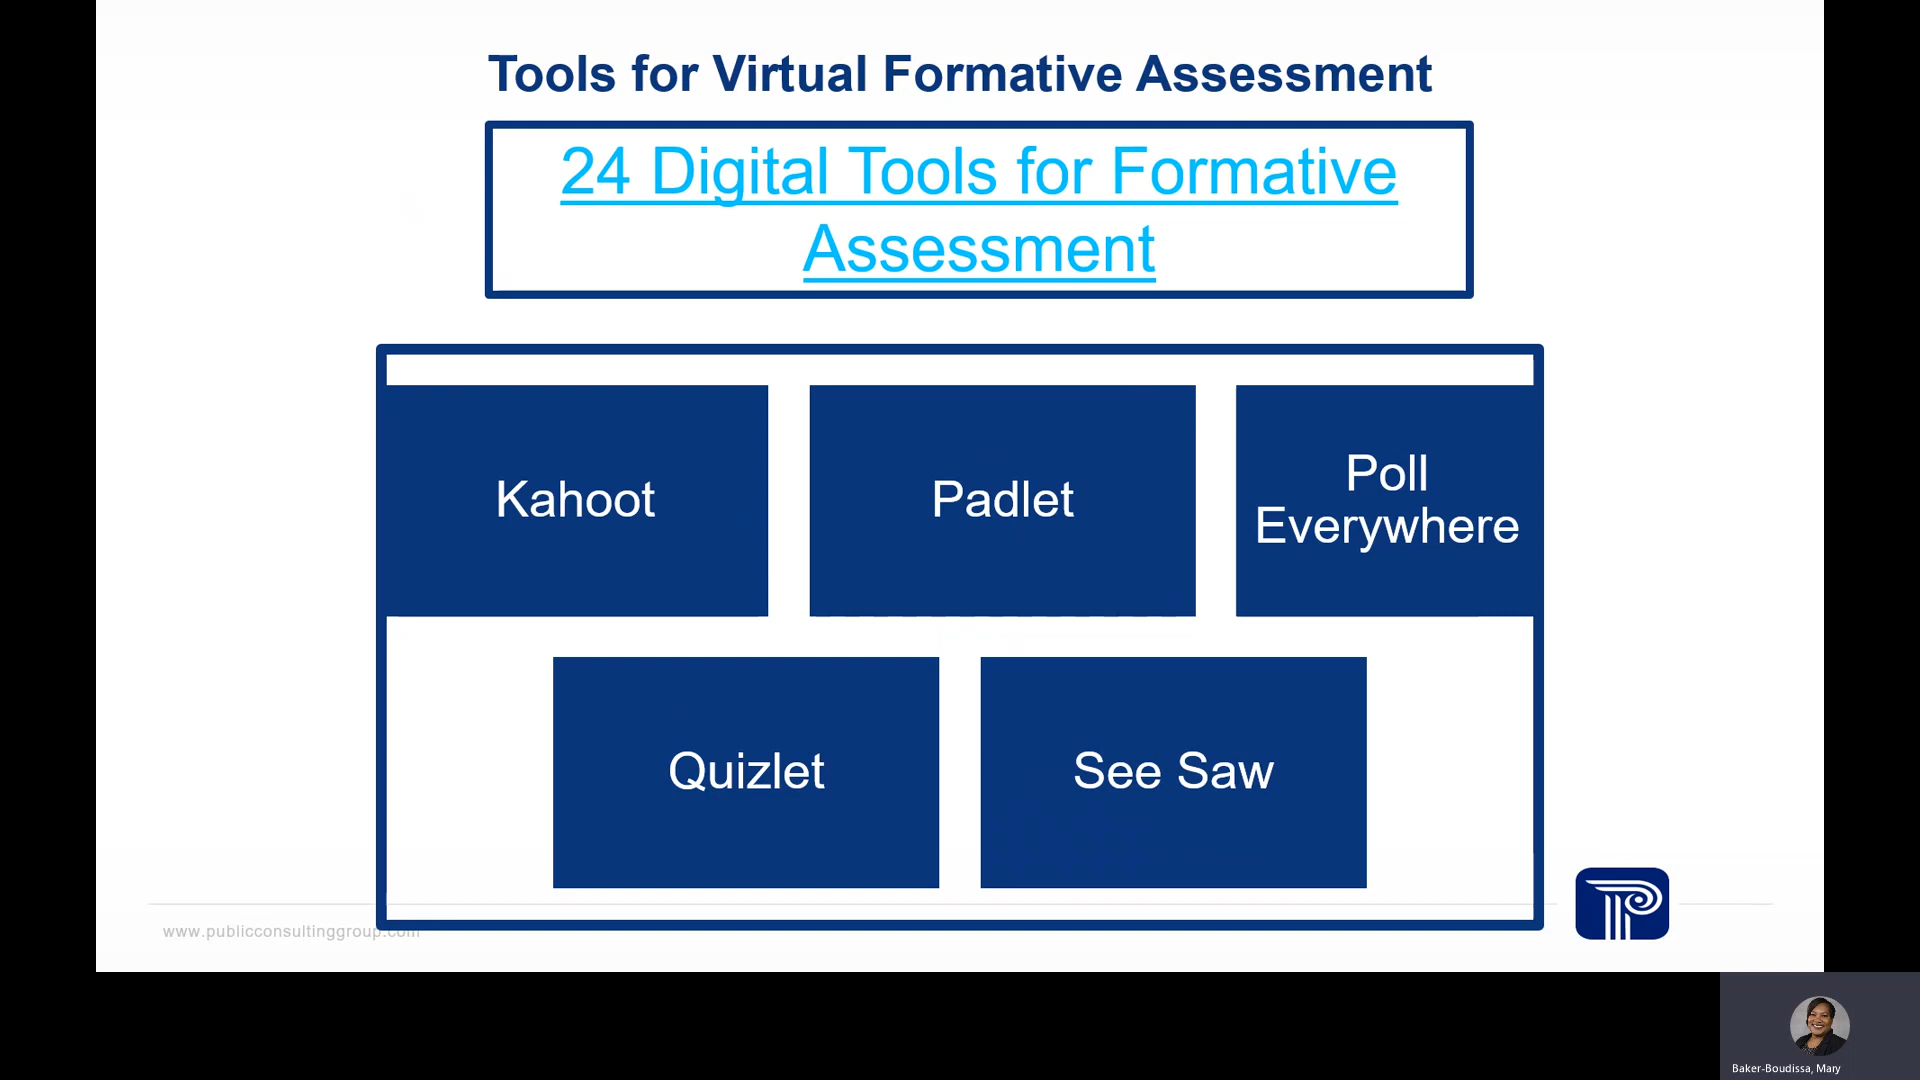 Tools for Virtual Formative Assessment
24 Digital Tools for Formative
Assessment
Kahoot
Padlet
Poll
Everywhere
Quizlet
See Saw
www.publicconsultinggroup.com
Baker-Boudissa, Mary